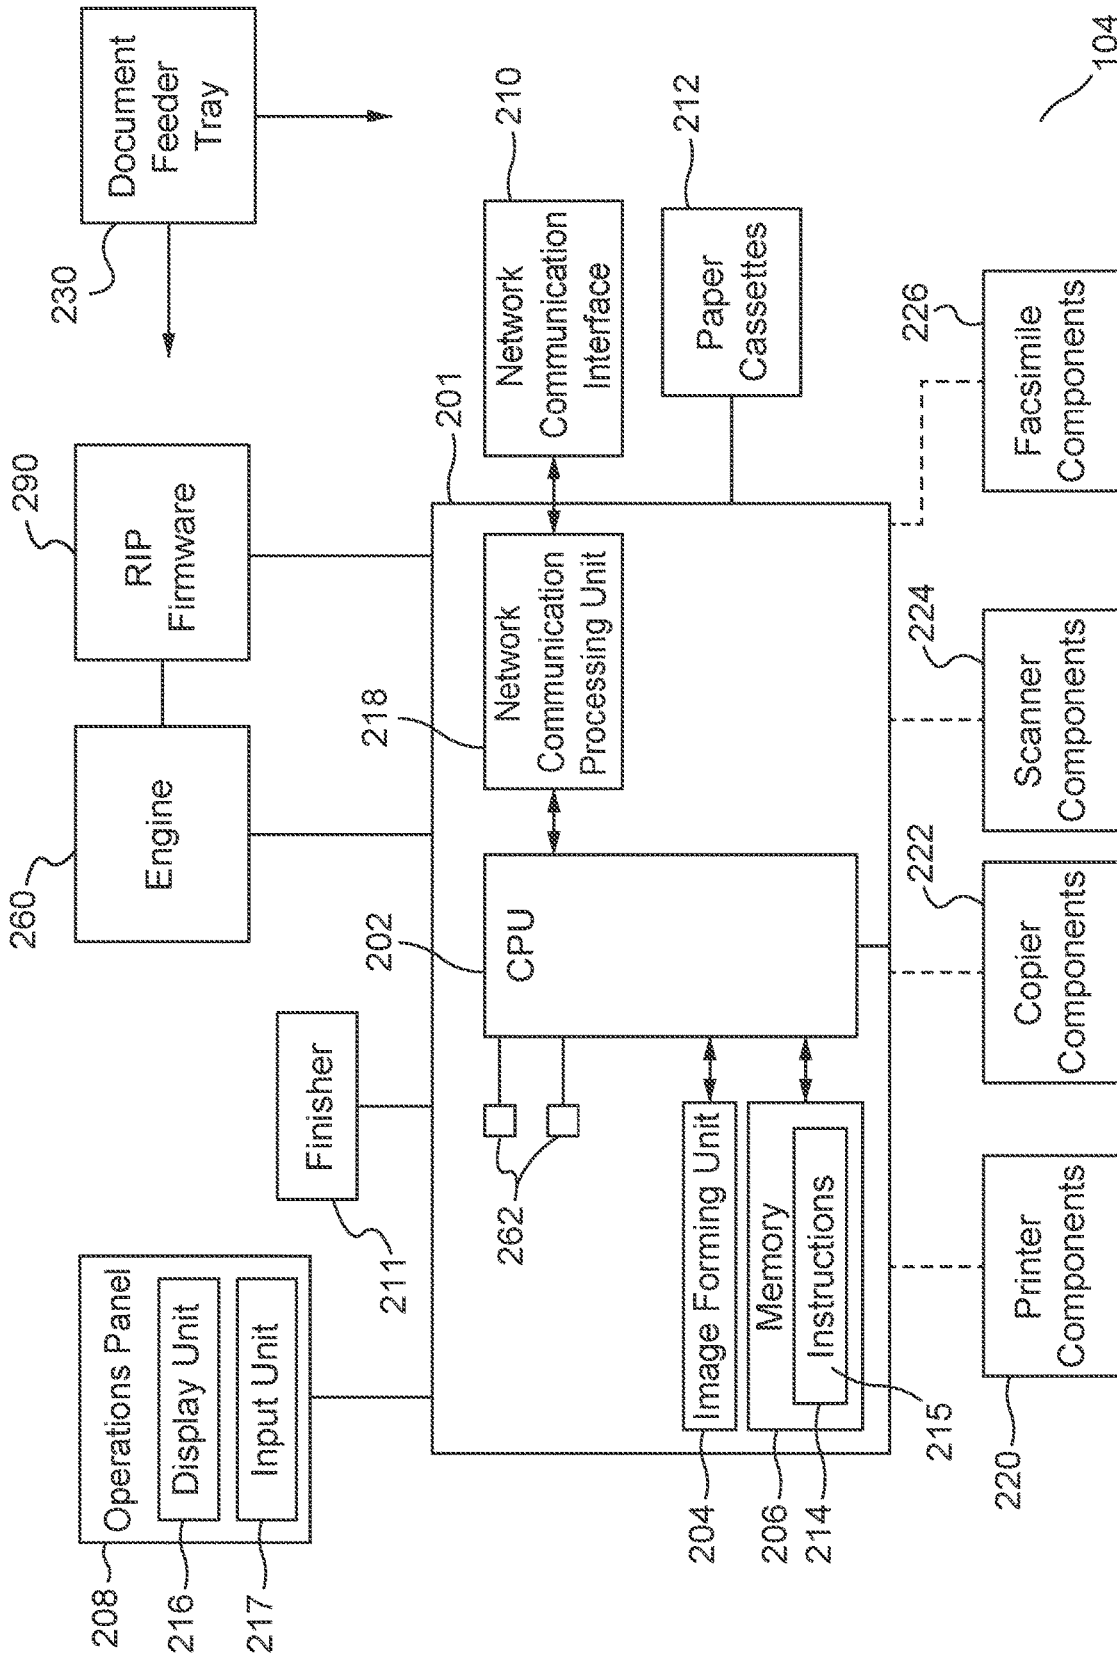 208
Operations Panel
216
Display Unit
217
Input Unit
211
Finisher
260
Engine
290
RIP
Firmware
230
Document
Feeder
Tray
201
262
202
CPU
218
Network
Communication
Processing Unit
210
Network
Communication
Interface
212
Paper
Cassettes
204
Image Forming Unit
206
Memory
214
Instructions
215
220
Printer
Components
222
Copier
Components
224
Scanner
Components
226
Facsimile
Components
104